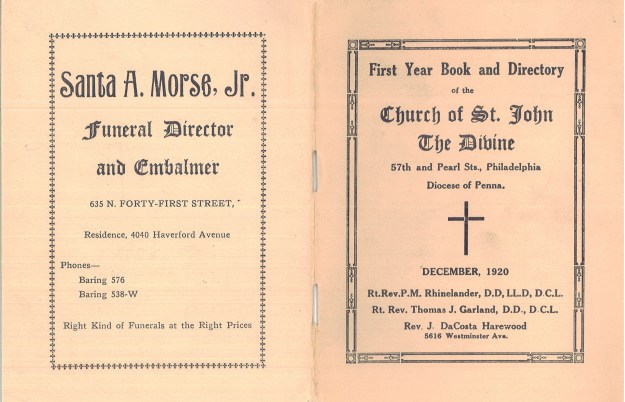 Santa A. Morse, Jr.
Funeral Director
and Embalmer
635 N. FORTY-FIRST STREET,
Residence, 4040 Haverford Avenue
Phones—
Baring 576
Baring 538-W
Right Kind of Funerals at the Right Prices
First Year Book and Directory
of the
Church of St. John
The Divine
57th and Pearl Sts., Philadelphia
Diocese of Penna.
DECEMBER, 1920
Rt.Rev.P.M. Rhinelander, D.D, LL.D, D.C.L.
Rt. Rev. Thomas J. Garland, D.D., D.C.L.
Rev. J. DaCosta Harewood
5616 Westminster Ave.